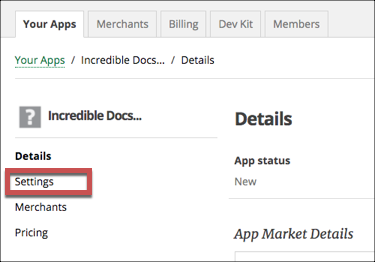 Your Apps Merchants Billing Dev Kit Members
Your Apps / Incredible Docs... / Details
? Incredible Docs...
Details
Settings
Merchants
Pricing
Details
App status
New
App Market Details